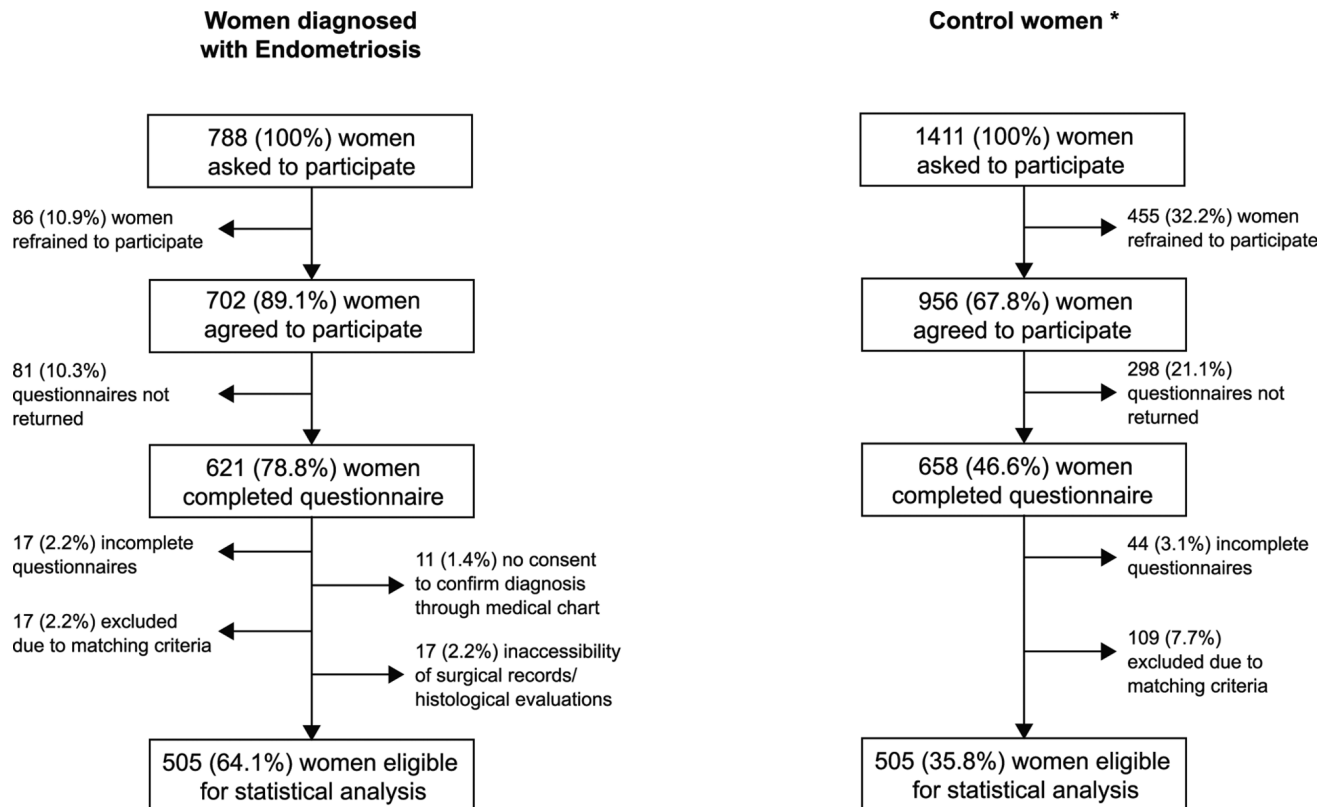 Women diagnosed
with Endometriosis
788 (100%) women
asked to participate
86 (10.9%) women
refrained to participate
702 (89.1%) women
agreed to participate
81 (10.3%)
questionnaires not
returned
621 (78.8%) women
completed questionnaire
17 (2.2%) incomplete
questionnaires
11 (1.4%) no consent
to confirm diagnosis
through medical chart
17 (2.2%) excluded
due to matching criteria
17 (2.2%) inaccessibility
of surgical records/
histological evaluations
505 (64.1%) women eligible
for statistical analysis
Control women *
1411 (100%) women
asked to participate
455 (32.2%) women
refrained to participate
956 (67.8%) women
agreed to participate
298 (21.1%)
questionnaires not
returned
658 (46.6%) women
completed questionnaire
44 (3.1%) incomplete
questionnaires
109 (7.7%)
excluded due to
matching criteria
505 (35.8%) women eligible
for statistical analysis